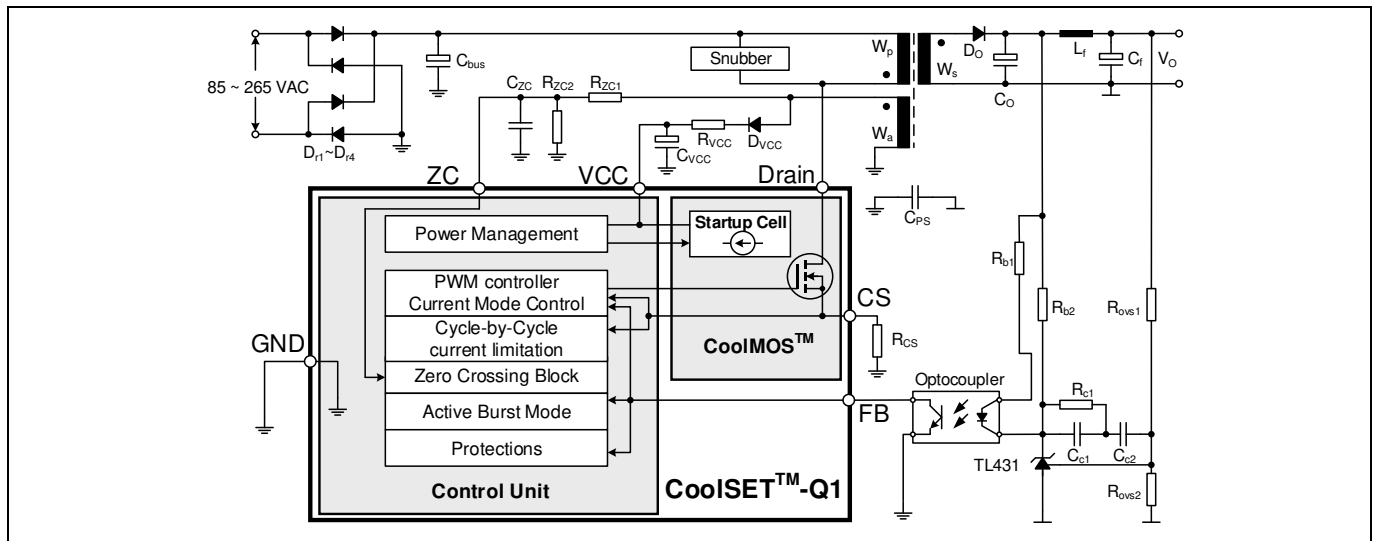 85 ~ 265 VAC
Dr1~Dr4
Cbus
Snubber
Wp
Ws
Wa
DO
CO
Lf
Cf
VO
CZC
RZC2
RZC1
RVCC
DVCC
CVCC
ZC
VCC
Drain
CPS
Power Management
Startup Cell
PWM controller
Current Mode Control
Cycle-by-Cycle
current limitation
Zero Crossing Block
Active Burst Mode
Protections
Control Unit
CoolMOS™
CoolSET™-Q1
GND
CS
RCS
FB
Optocoupler
Rb1
Rb2
Rovs1
Rc1
Cc1
Cc2
TL431
Rovs2